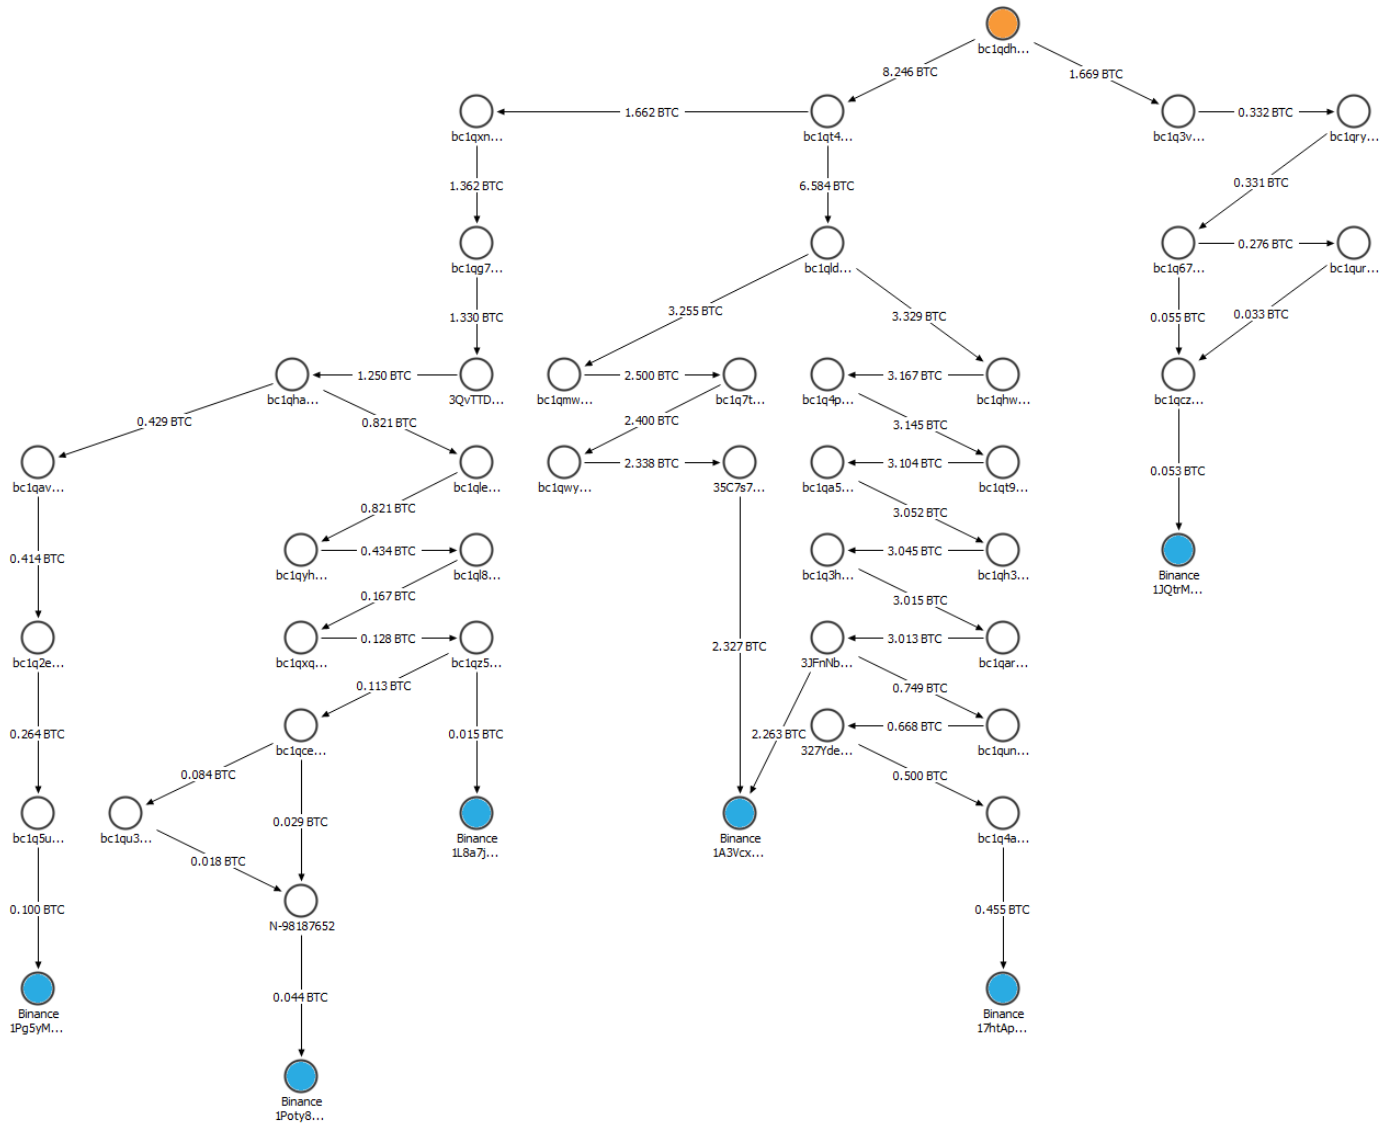 bc1qdh...
8.246 BTC
1.669 BTC
bc1qxn...
1.662 BTC
bc1qt4...
bc1q3v...
0.332 BTC
bc1qry...
1.362 BTC
6.584 BTC
0.331 BTC
bc1qg7...
bc1qld...
bc1q67...
0.276 BTC
bc1qur...
1.330 BTC
3.255 BTC
3.329 BTC
0.055 BTC
0.033 BTC
bc1qha...
1.250 BTC
3QvTTD...
bc1qmw...
2.500 BTC
bc1q7t...
bc1q4p...
3.167 BTC
bc1qhw...
bc1qcz...
0.429 BTC
0.821 BTC
2.400 BTC
3.145 BTC
bc1qav...
bc1qle...
bc1qwy...
2.338 BTC
35C7s7...
bc1qa5...
3.104 BTC
bc1qt9...
0.053 BTC
0.821 BTC
3.052 BTC
0.414 BTC
bc1qyh...
0.434 BTC
bc1ql8...
bc1q3h...
3.045 BTC
bc1qh3...
Binance
1JQtrM...
0.167 BTC
3.015 BTC
bc1q2e...
bc1qxq...
0.128 BTC
bc1qz5...
2.327 BTC
3JFnNb...
3.013 BTC
bc1qar...
0.113 BTC
0.749 BTC
0.264 BTC
bc1qce...
0.015 BTC
2.263 BTC
327Yde...
0.668 BTC
bc1qun...
0.084 BTC
0.500 BTC
bc1q5u...
bc1qu3...
0.029 BTC
Binance
1L8a7j...
Binance
1A3Vcx...
bc1q4a...
0.018 BTC
0.100 BTC
N-98187652
0.455 BTC
0.044 BTC
Binance
1Pg5yM...
Binance
17htAp...
Binance
1Poty8...